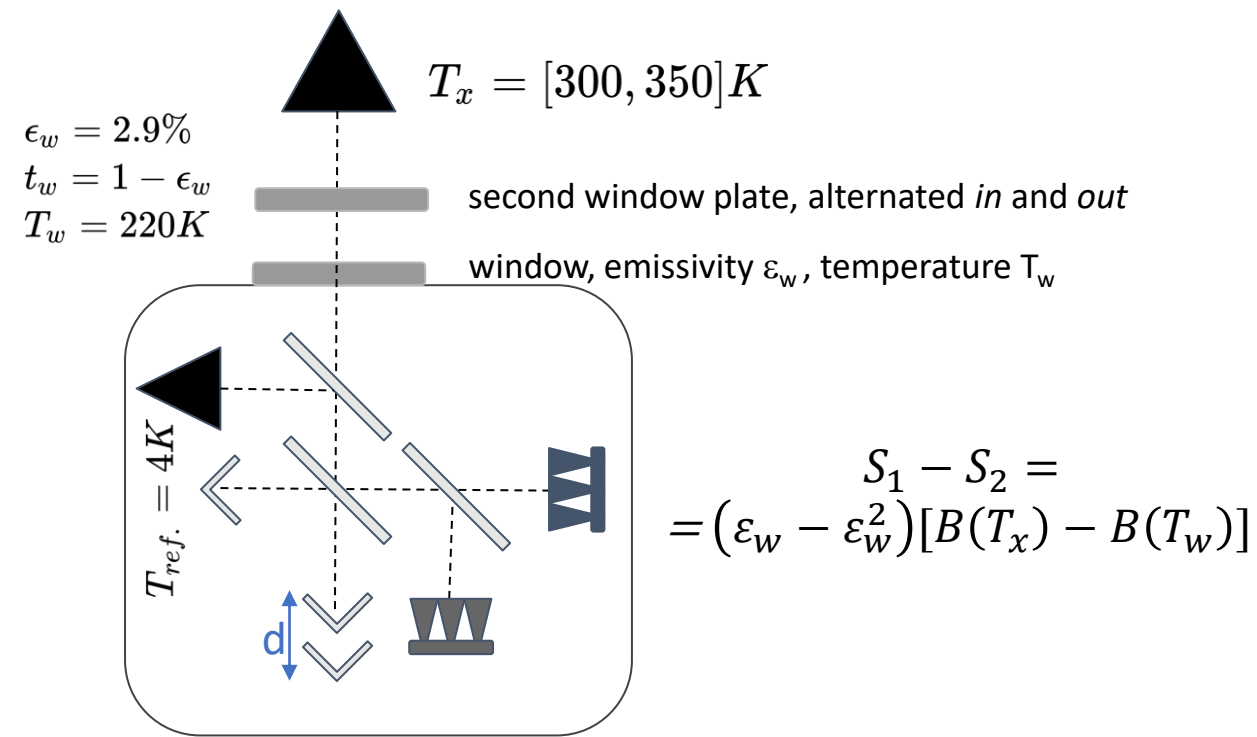 T_x = [300, 350]K
ϵ_w = 2.9%
t_w = 1 − ϵ_w
T_w = 220K
second window plate, alternated in and out
window, emissivity ε_w, temperature T_w
T_ref. = 4K
d
S_1 − S_2 =
= (ε_w − ε_w^2)[B(T_x) − B(T_w)]